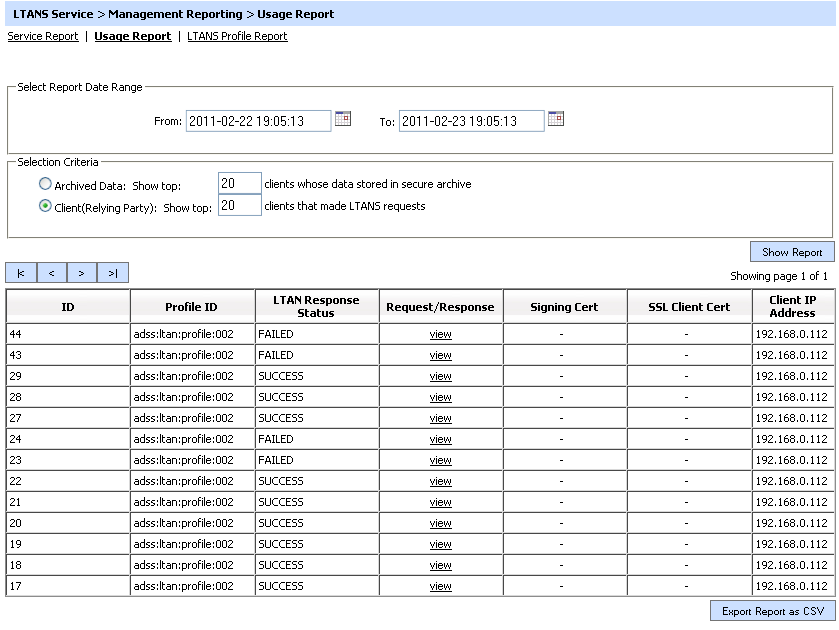 LTANS Service > Management Reporting > Usage Report
Service Report | Usage Report | LTANS Profile Report
Select Report Date Range
From: 2011-02-22 19:05:13 To: 2011-02-23 19:05:13
Selection Criteria
Archived Data: Show top: 20 clients whose data stored in secure archive
Client(Relying Party): Show top: 20 clients that made LTANS requests
Show Report
|< < > >| Showing page 1 of 1
ID Profile ID LTAN Response Status Request/Response Signing Cert SSL Client Cert Client IP Address
44 adss:ltan:profile:002 FAILED view - - 192.168.0.112
43 adss:ltan:profile:002 FAILED view - - 192.168.0.112
29 adss:ltan:profile:002 SUCCESS view - - 192.168.0.112
28 adss:ltan:profile:002 SUCCESS view - - 192.168.0.112
27 adss:ltan:profile:002 SUCCESS view - - 192.168.0.112
24 adss:ltan:profile:002 FAILED view - - 192.168.0.112
23 adss:ltan:profile:002 FAILED view - - 192.168.0.112
22 adss:ltan:profile:002 SUCCESS view - - 192.168.0.112
21 adss:ltan:profile:002 SUCCESS view - - 192.168.0.112
20 adss:ltan:profile:002 SUCCESS view - - 192.168.0.112
19 adss:ltan:profile:002 SUCCESS view - - 192.168.0.112
18 adss:ltan:profile:002 SUCCESS view - - 192.168.0.112
17 adss:ltan:profile:002 SUCCESS view - - 192.168.0.112
Export Report as CSV